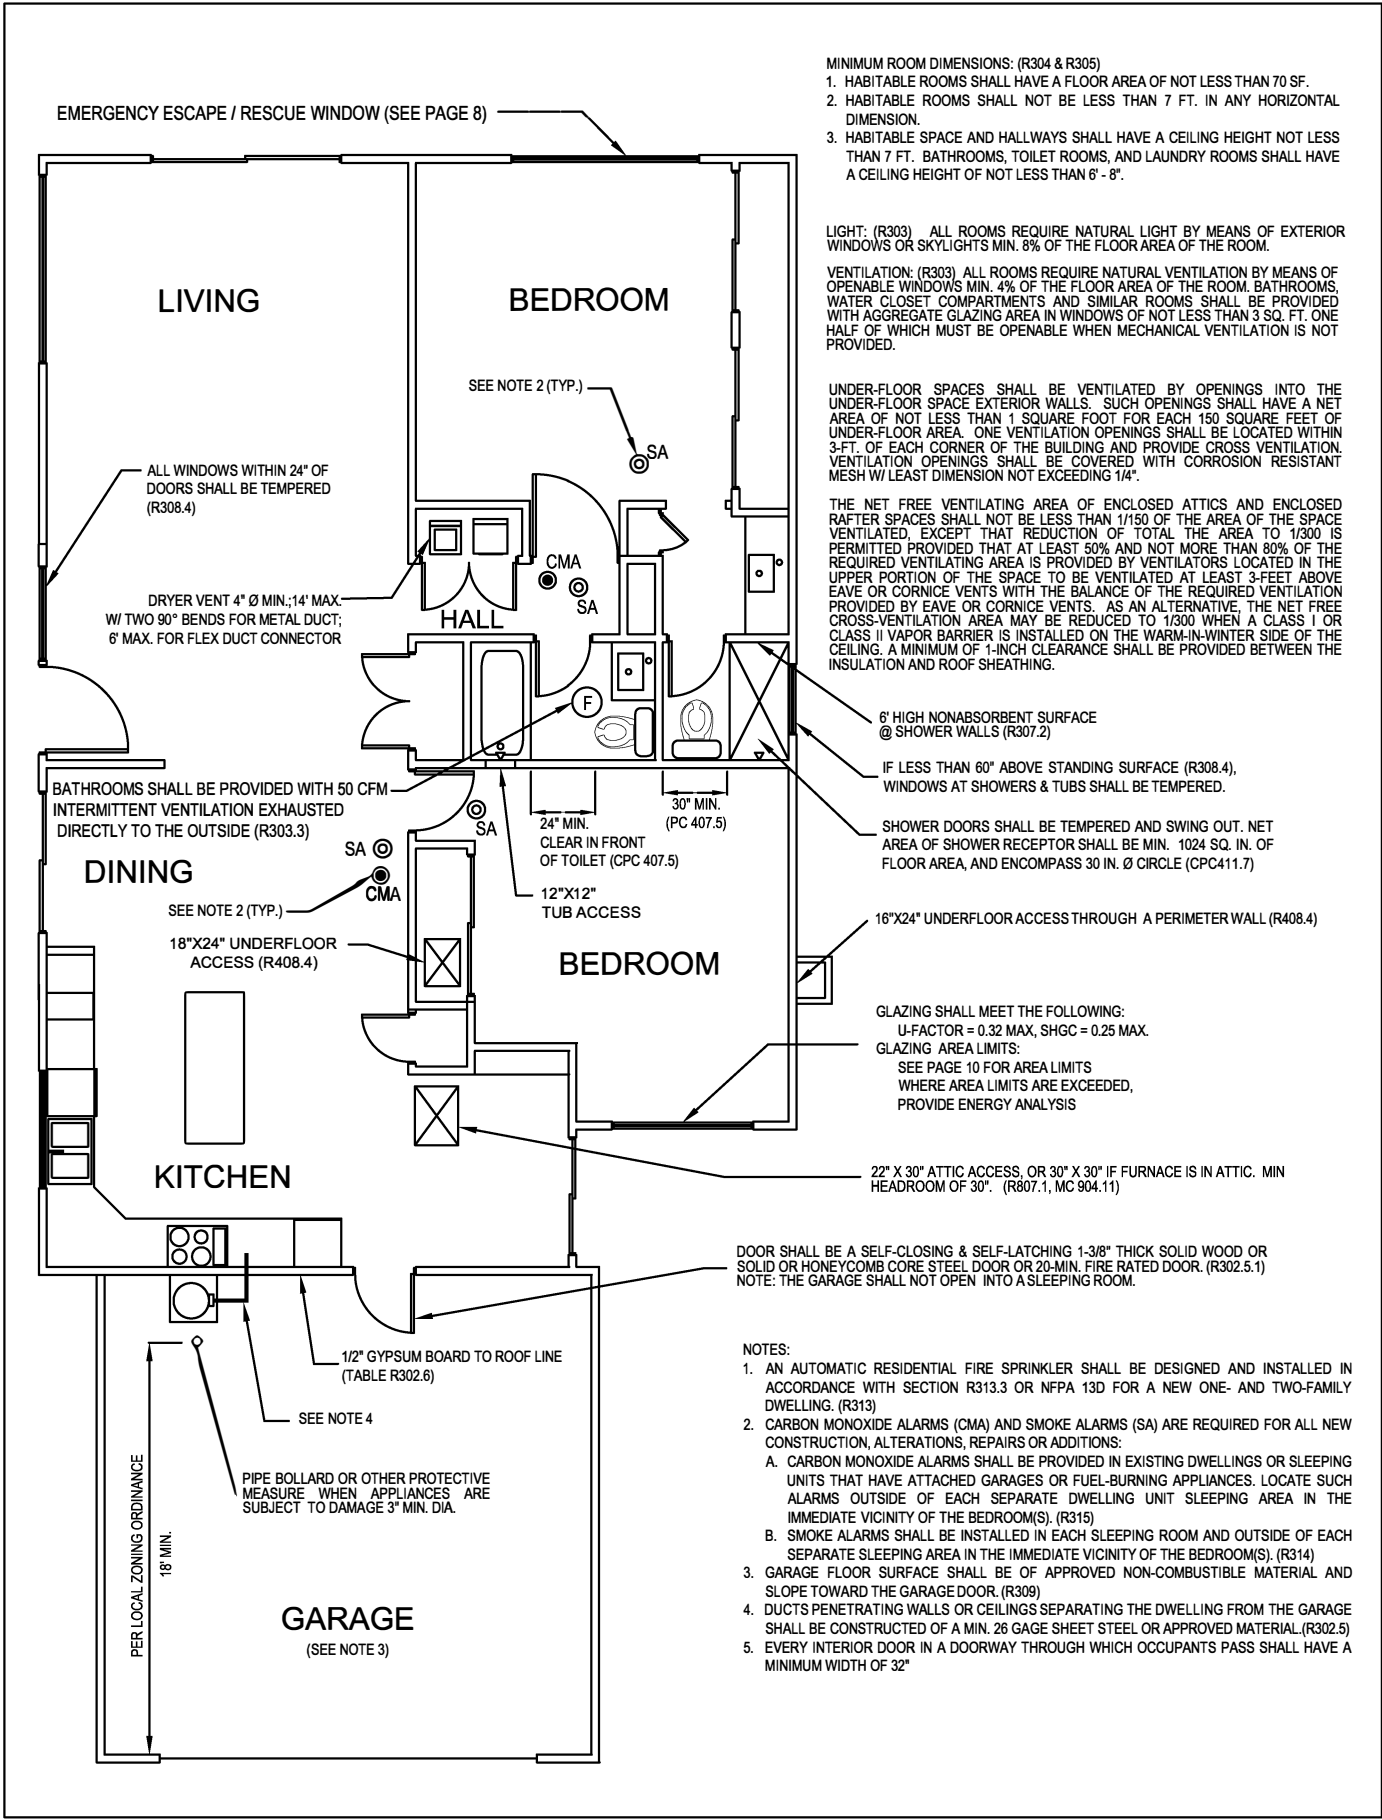 MINIMUM ROOM DIMENSIONS: (R304 & R305)
1. HABITABLE ROOMS SHALL HAVE A FLOOR AREA OF NOT LESS THAN 70 SF.
2. HABITABLE ROOMS SHALL NOT BE LESS THAN 7 FT. IN ANY HORIZONTAL
DIMENSION.
3. HABITABLE SPACE AND HALLWAYS SHALL HAVE A CEILING HEIGHT NOT LESS
THAN 7 FT. BATHROOMS, TOILET ROOMS, AND LAUNDRY ROOMS SHALL HAVE
A CEILING HEIGHT OF NOT LESS THAN 6' - 8".
EMERGENCY ESCAPE / RESCUE WINDOW (SEE PAGE 8)
LIGHT: (R303) ALL ROOMS REQUIRE NATURAL LIGHT BY MEANS OF EXTERIOR
WINDOWS OR SKYLIGHTS MIN. 8% OF THE FLOOR AREA OF THE ROOM.
VENTILATION: (R303) ALL ROOMS REQUIRE NATURAL VENTILATION BY MEANS OF
OPENABLE WINDOWS MIN. 4% OF THE FLOOR AREA OF THE ROOM. BATHROOMS,
WATER CLOSET COMPARTMENTS AND SIMILAR ROOMS SHALL BE PROVIDED
WITH AGGREGATE GLAZING AREA IN WINDOWS OF NOT LESS THAN 3 SQ. FT. ONE
HALF OF WHICH MUST BE OPENABLE WHEN MECHANICAL VENTILATION IS NOT
PROVIDED.
LIVING
BEDROOM
SEE NOTE 2 (TYP.)
SA
UNDER-FLOOR SPACES SHALL BE VENTILATED BY OPENINGS INTO THE
UNDER-FLOOR SPACE EXTERIOR WALLS. SUCH OPENINGS SHALL HAVE A NET
AREA OF NOT LESS THAN 1 SQUARE FOOT FOR EACH 150 SQUARE FEET OF
UNDER-FLOOR AREA. ONE VENTILATION OPENINGS SHALL BE LOCATED WITHIN
3-FT. OF EACH CORNER OF THE BUILDING AND PROVIDE CROSS VENTILATION.
VENTILATION OPENINGS SHALL BE COVERED WITH CORROSION RESISTANT
MESH W/ LEAST DIMENSION NOT EXCEEDING 1/4".
ALL WINDOWS WITHIN 24" OF
DOORS SHALL BE TEMPERED
(R308.4)
THE NET FREE VENTILATING AREA OF ENCLOSED ATTICS AND ENCLOSED
RAFTER SPACES SHALL NOT BE LESS THAN 1/150 OF THE AREA OF THE SPACE
VENTILATED, EXCEPT THAT REDUCTION OF TOTAL THE AREA TO 1/300 IS
PERMITTED PROVIDED THAT AT LEAST 50% AND NOT MORE THAN 80% OF THE
REQUIRED VENTILATING AREA IS PROVIDED BY VENTILATORS LOCATED IN THE
UPPER PORTION OF THE SPACE TO BE VENTILATED AT LEAST 3-FEET ABOVE
EAVE OR CORNICE VENTS WITH THE BALANCE OF THE REQUIRED VENTILATION
PROVIDED BY EAVE OR CORNICE VENTS. AS AN ALTERNATIVE, THE NET FREE
CROSS-VENTILATION AREA MAY BE REDUCED TO 1/300 WHEN A CLASS I OR
CLASS II VAPOR BARRIER IS INSTALLED ON THE WARM-IN-WINTER SIDE OF THE
CEILING. A MINIMUM OF 1-INCH CLEARANCE SHALL BE PROVIDED BETWEEN THE
INSULATION AND ROOF SHEATHING.
CMA
SA
DRYER VENT 4" Ø MIN.;14' MAX.
W/ TWO 90° BENDS FOR METAL DUCT;
6' MAX. FOR FLEX DUCT CONNECTOR
HALL
F
6' HIGH NONABSORBENT SURFACE
@ SHOWER WALLS (R307.2)
IF LESS THAN 60" ABOVE STANDING SURFACE (R308.4),
WINDOWS AT SHOWERS & TUBS SHALL BE TEMPERED.
BATHROOMS SHALL BE PROVIDED WITH 50 CFM
INTERMITTENT VENTILATION EXHAUSTED
DIRECTLY TO THE OUTSIDE (R303.3)
SA
24" MIN.
CLEAR IN FRONT
OF TOILET (CPC 407.5)
30" MIN.
(PC 407.5)
SHOWER DOORS SHALL BE TEMPERED AND SWING OUT. NET
AREA OF SHOWER RECEPTOR SHALL BE MIN. 1024 SQ. IN. OF
FLOOR AREA, AND ENCOMPASS 30 IN. Ø CIRCLE (CPC411.7)
SA
DINING
CMA
12"X12"
TUB ACCESS
SEE NOTE 2 (TYP.)
16"X24" UNDERFLOOR ACCESS THROUGH A PERIMETER WALL (R408.4)
18"X24" UNDERFLOOR
ACCESS (R408.4)
BEDROOM
GLAZING SHALL MEET THE FOLLOWING:
U-FACTOR = 0.32 MAX, SHGC = 0.25 MAX.
GLAZING AREA LIMITS:
SEE PAGE 10 FOR AREA LIMITS
WHERE AREA LIMITS ARE EXCEEDED,
PROVIDE ENERGY ANALYSIS
KITCHEN
22" X 30" ATTIC ACCESS, OR 30" X 30" IF FURNACE IS IN ATTIC. MIN
HEADROOM OF 30". (R807.1, MC 904.11)
DOOR SHALL BE A SELF-CLOSING & SELF-LATCHING 1-3/8" THICK SOLID WOOD OR
SOLID OR HONEYCOMB CORE STEEL DOOR OR 20-MIN. FIRE RATED DOOR. (R302.5.1)
NOTE: THE GARAGE SHALL NOT OPEN INTO A SLEEPING ROOM.
1/2" GYPSUM BOARD TO ROOF LINE
(TABLE R302.6)
SEE NOTE 4
PIPE BOLLARD OR OTHER PROTECTIVE
MEASURE WHEN APPLIANCES ARE
SUBJECT TO DAMAGE 3" MIN. DIA.
PER LOCAL ZONING ORDINANCE
18' MIN.
GARAGE
(SEE NOTE 3)
NOTES:
1. AN AUTOMATIC RESIDENTIAL FIRE SPRINKLER SHALL BE DESIGNED AND INSTALLED IN
ACCORDANCE WITH SECTION R313.3 OR NFPA 13D FOR A NEW ONE- AND TWO-FAMILY
DWELLING. (R313)
2. CARBON MONOXIDE ALARMS (CMA) AND SMOKE ALARMS (SA) ARE REQUIRED FOR ALL NEW
CONSTRUCTION, ALTERATIONS, REPAIRS OR ADDITIONS:
A. CARBON MONOXIDE ALARMS SHALL BE PROVIDED IN EXISTING DWELLINGS OR SLEEPING
UNITS THAT HAVE ATTACHED GARAGES OR FUEL-BURNING APPLIANCES. LOCATE SUCH
ALARMS OUTSIDE OF EACH SEPARATE DWELLING UNIT SLEEPING AREA IN THE
IMMEDIATE VICINITY OF THE BEDROOM(S). (R315)
B. SMOKE ALARMS SHALL BE INSTALLED IN EACH SLEEPING ROOM AND OUTSIDE OF EACH
SEPARATE SLEEPING AREA IN THE IMMEDIATE VICINITY OF THE BEDROOM(S). (R314)
3. GARAGE FLOOR SURFACE SHALL BE OF APPROVED NON-COMBUSTIBLE MATERIAL AND
SLOPE TOWARD THE GARAGE DOOR. (R309)
4. DUCTS PENETRATING WALLS OR CEILINGS SEPARATING THE DWELLING FROM THE GARAGE
SHALL BE CONSTRUCTED OF A MIN. 26 GAGE SHEET STEEL OR APPROVED MATERIAL.(R302.5)
5. EVERY INTERIOR DOOR IN A DOORWAY THROUGH WHICH OCCUPANTS PASS SHALL HAVE A
MINIMUM WIDTH OF 32"